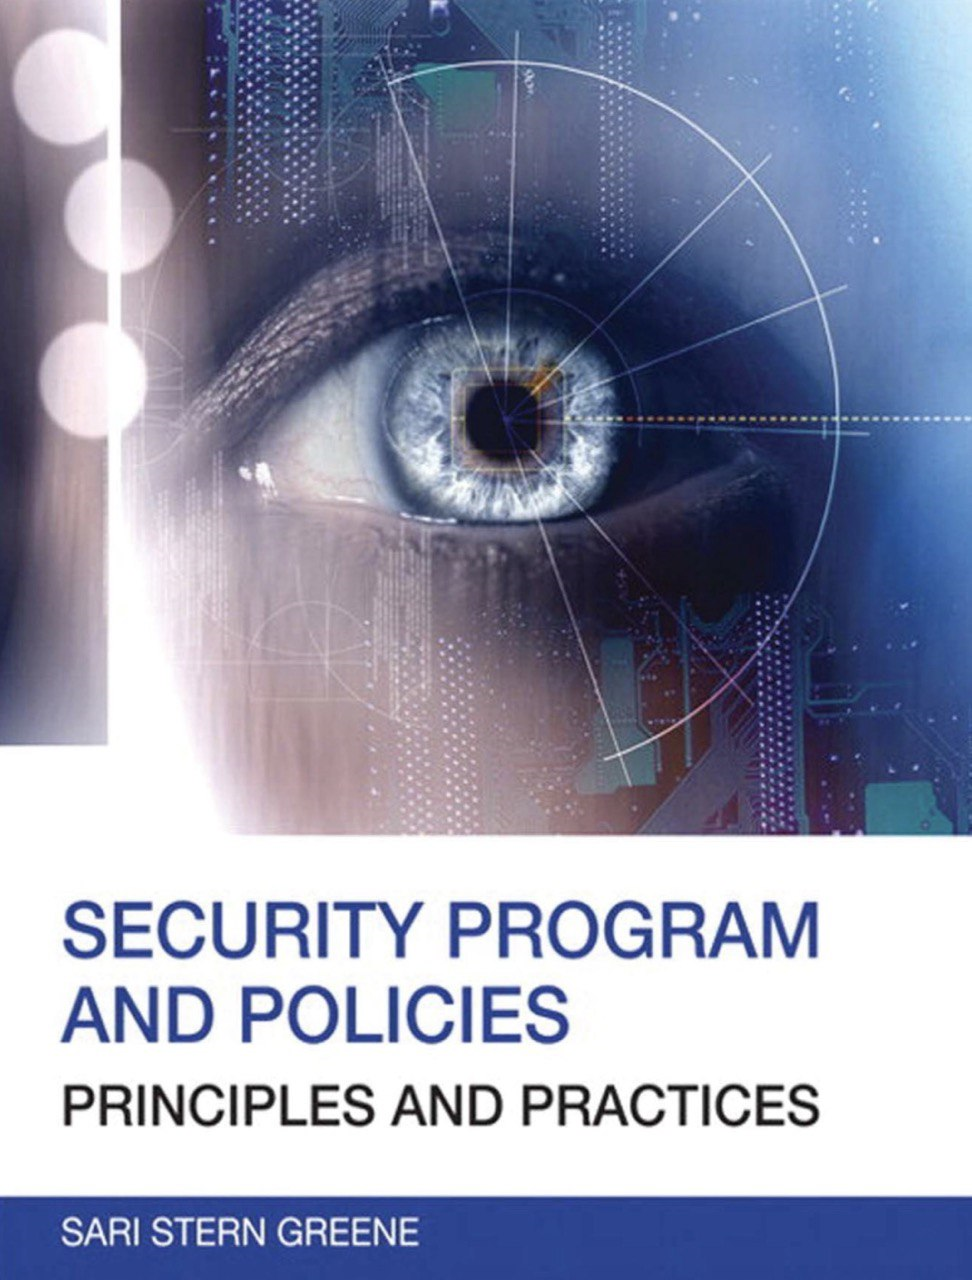 SECURITY PROGRAM
AND POLICIES
PRINCIPLES AND PRACTICES
SARI STERN GREENE